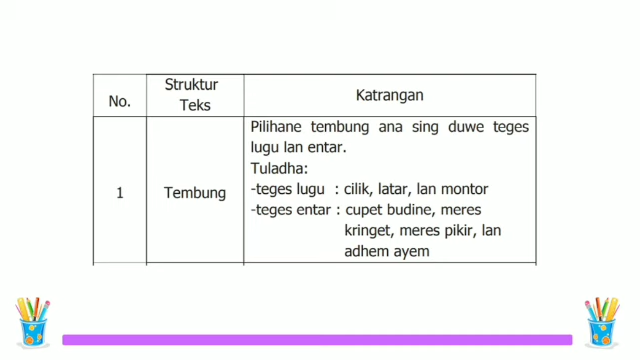 No.
Struktur
Teks
Katrangan
1
Tembung
Pilihane tembung ana sing duwe teges
lugu lan entar.
Tuladha:
-teges lugu : cilik, latar, lan montor
-teges entar : cupet budine, meres
kringet, meres pikir, lan
adhem ayem